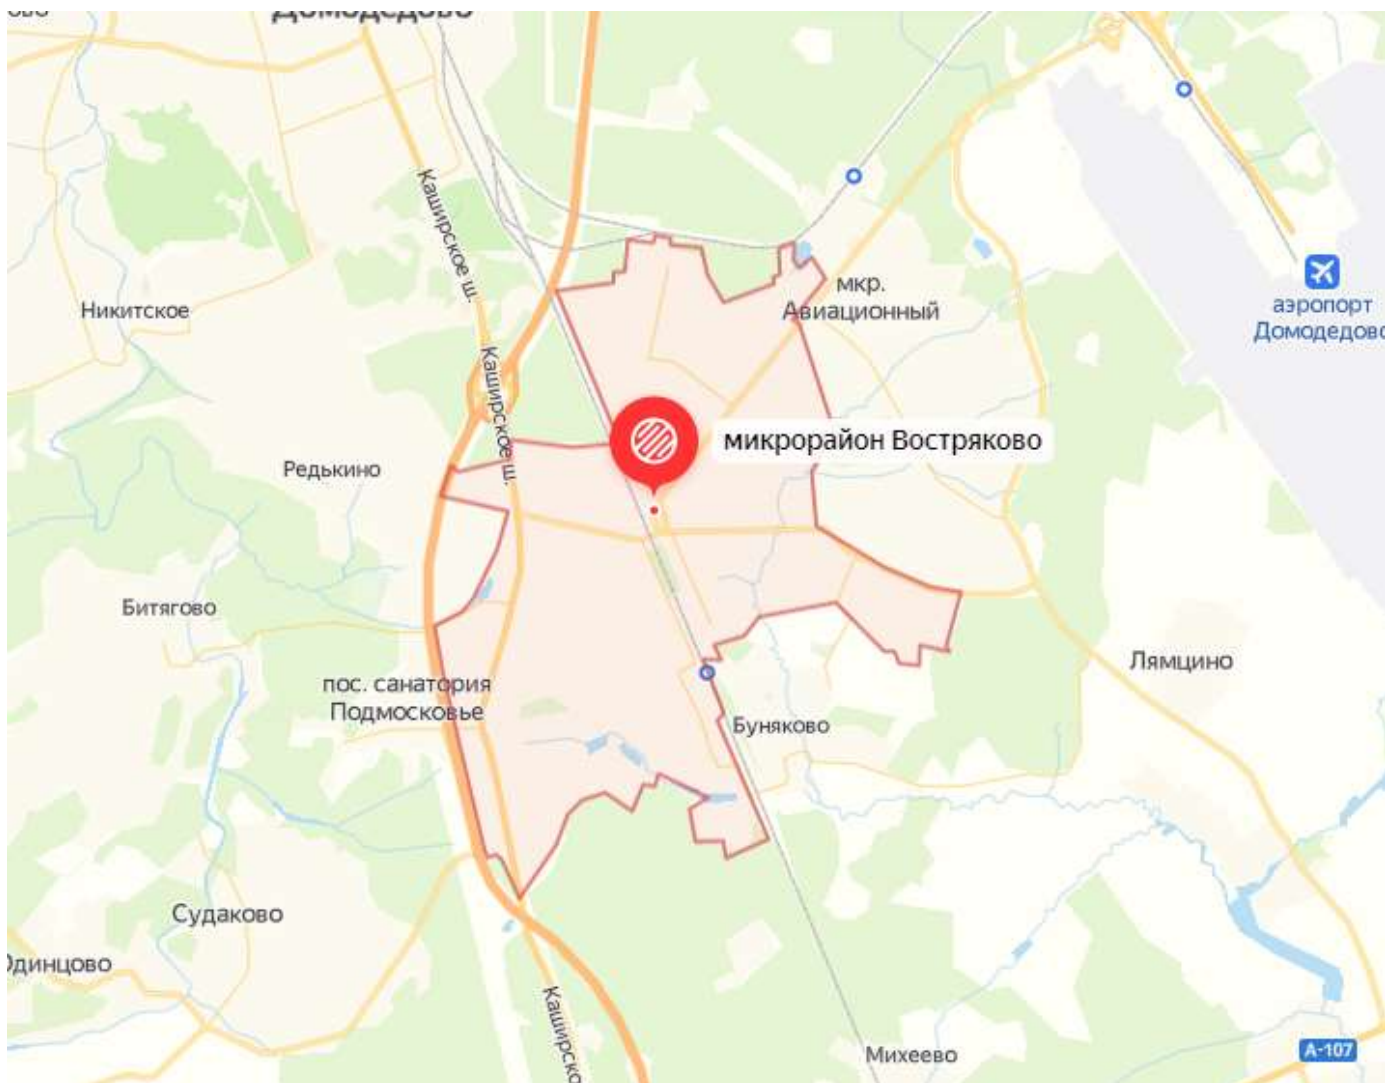 ово
Домодедово
Каширское ш.
Никитское
мкр.
Авиационный
аэропорт
Домодедово
Каширское ш.
микрорайон Востряково
Редькино
Битягово
Лямцино
пос. санатория
Подмосковье
Буняково
Судаково
Одинцово
Каширско
Михеево
А-107